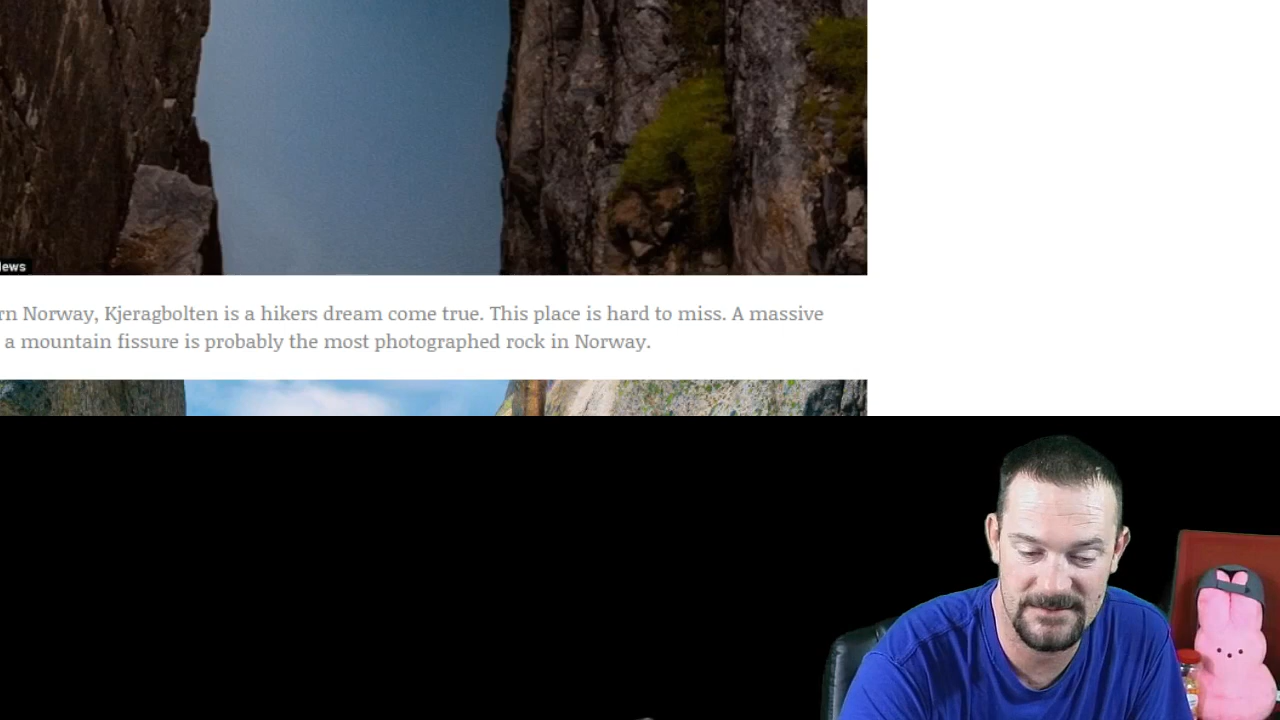 ews
rn Norway, Kjeragbolten is a hikers dream come true. This place is hard to miss. A massive
a mountain fissure is probably the most photographed rock in Norway.